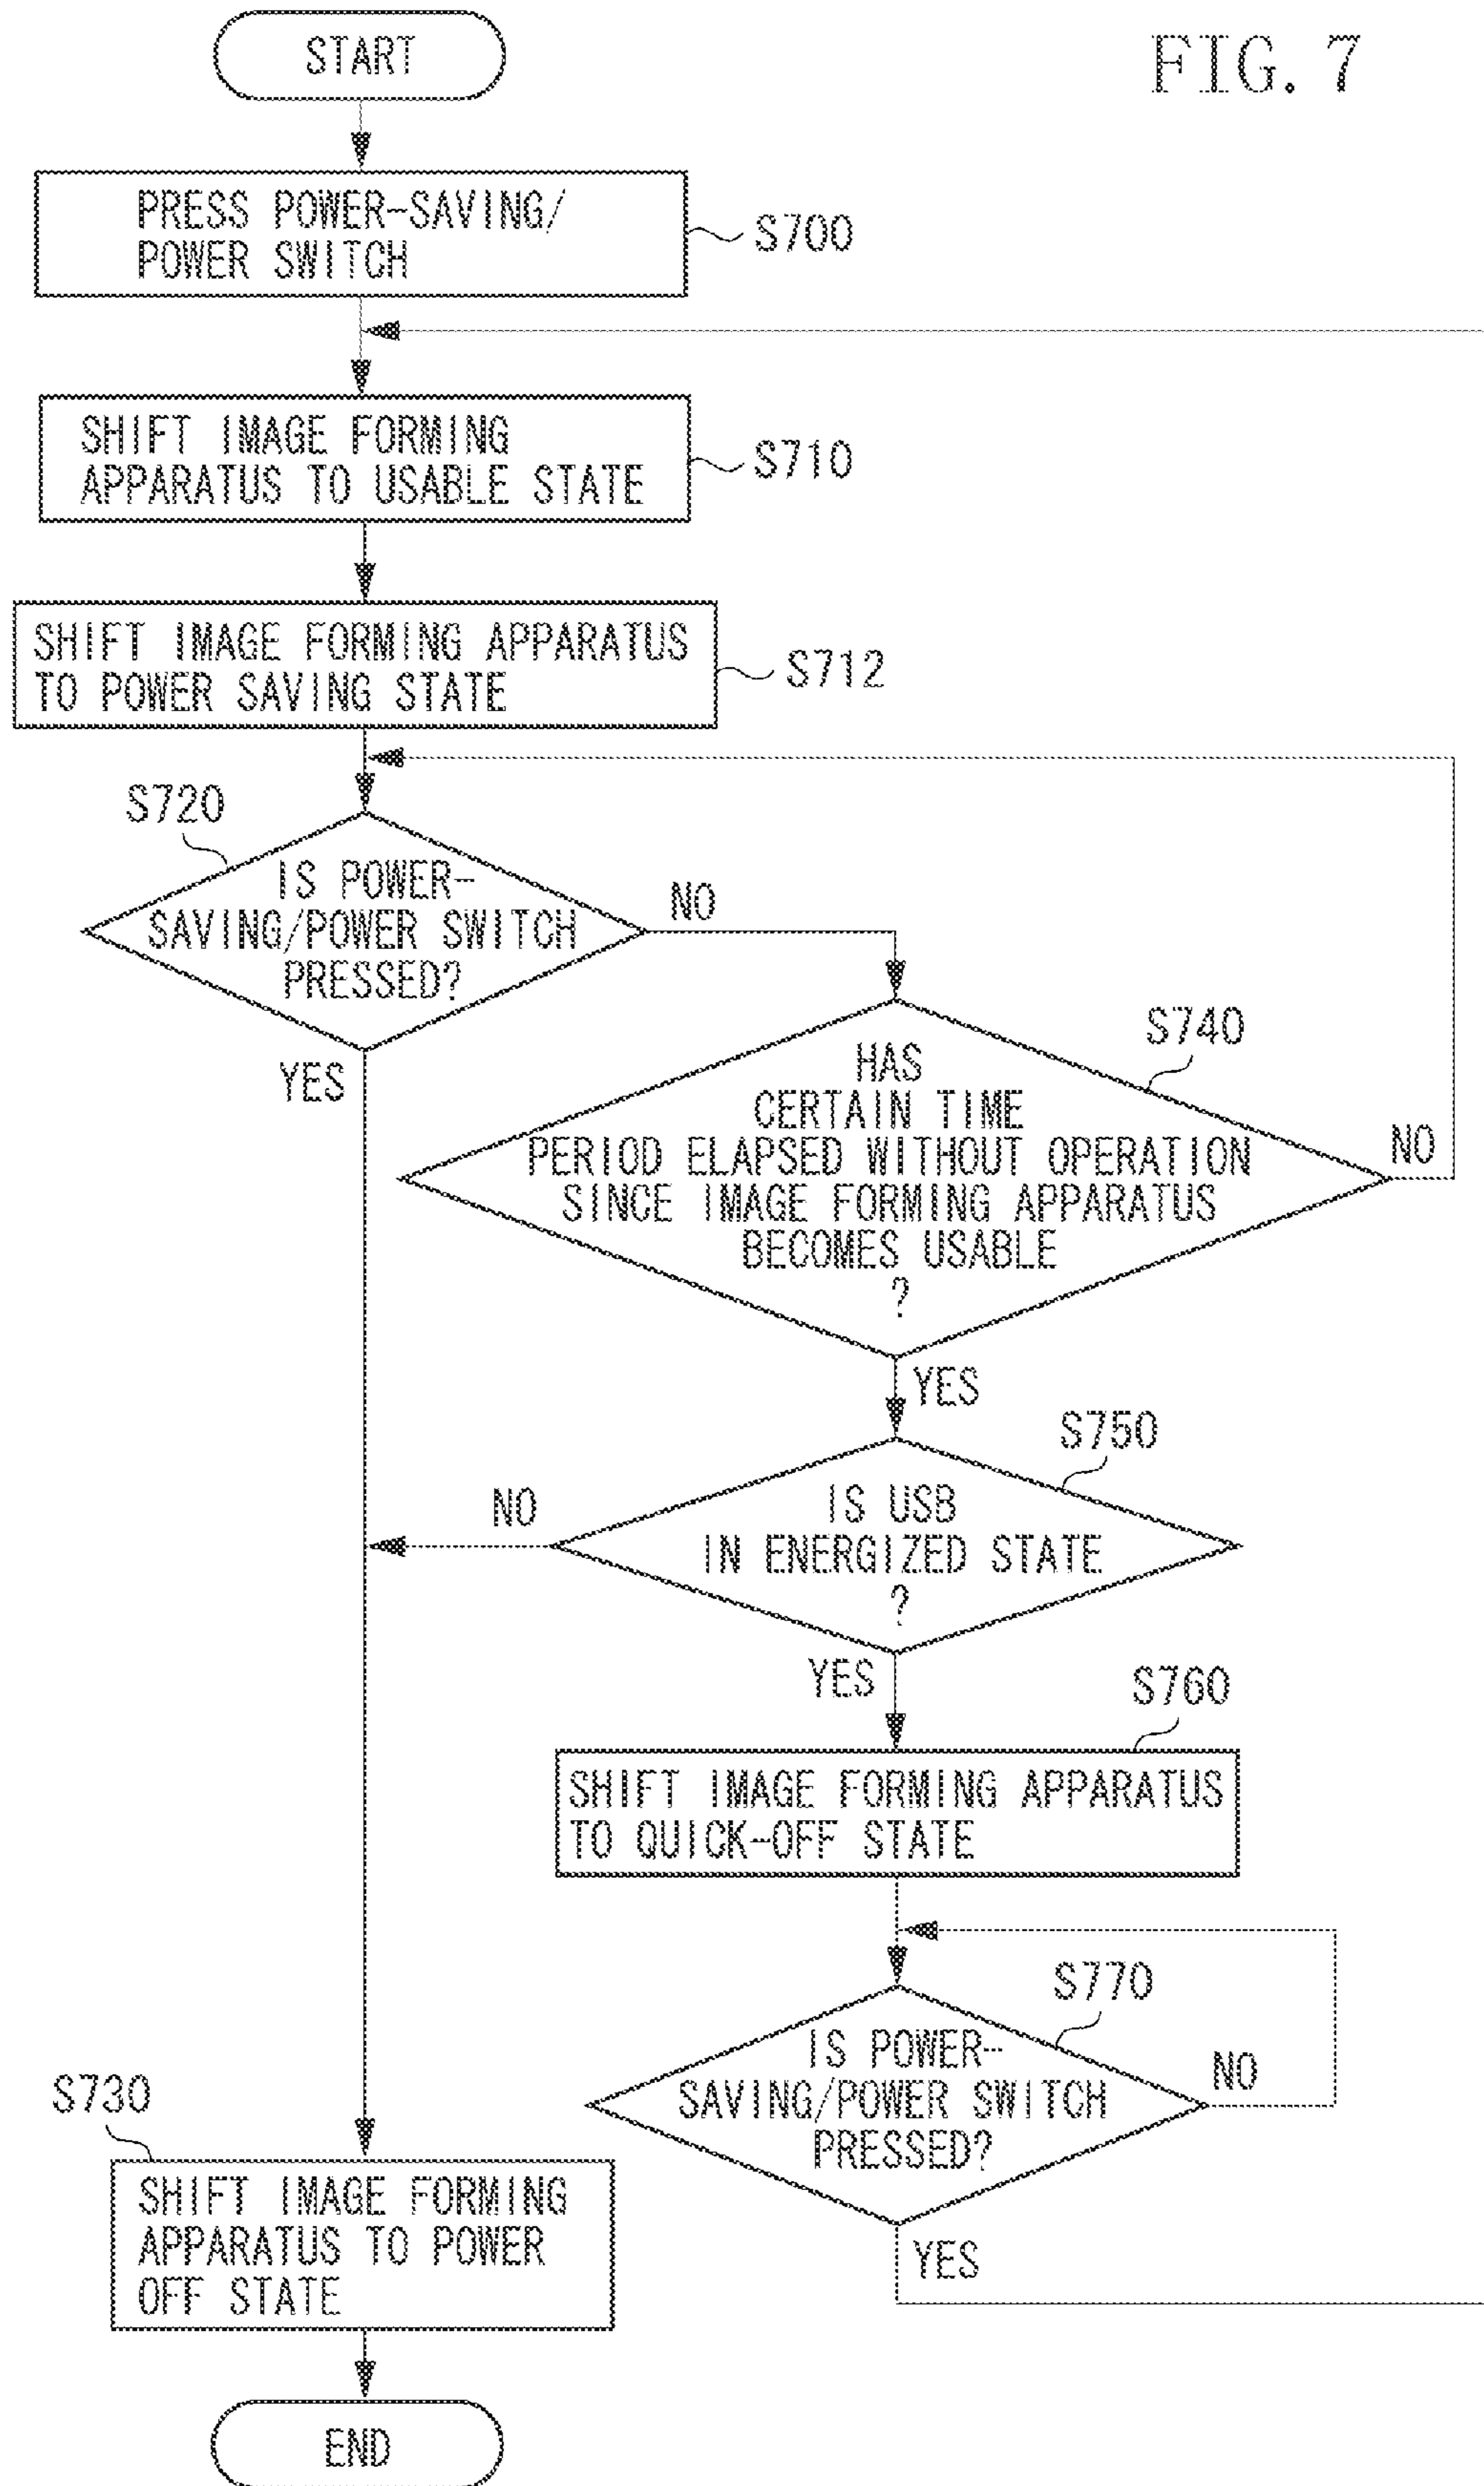 FIG. 7
START
PRESS POWER-SAVING/
POWER SWITCH
S700
SHIFT IMAGE FORMING
APPARATUS TO USABLE STATE
S710
SHIFT IMAGE FORMING APPARATUS
TO POWER SAVING STATE
S712
S720
IS POWER-
SAVING/POWER SWITCH
PRESSED?
NO
YES
S740
HAS
CERTAIN TIME
PERIOD ELAPSED WITHOUT OPERATION
SINCE IMAGE FORMING APPARATUS
BECOMES USABLE
?
NO
YES
S750
IS USB
IN ENERGIZED STATE
?
NO
YES
S760
SHIFT IMAGE FORMING APPARATUS
TO QUICK-OFF STATE
S770
IS POWER-
SAVING/POWER SWITCH
PRESSED?
NO
YES
S730
SHIFT IMAGE FORMING
APPARATUS TO POWER
OFF STATE
END